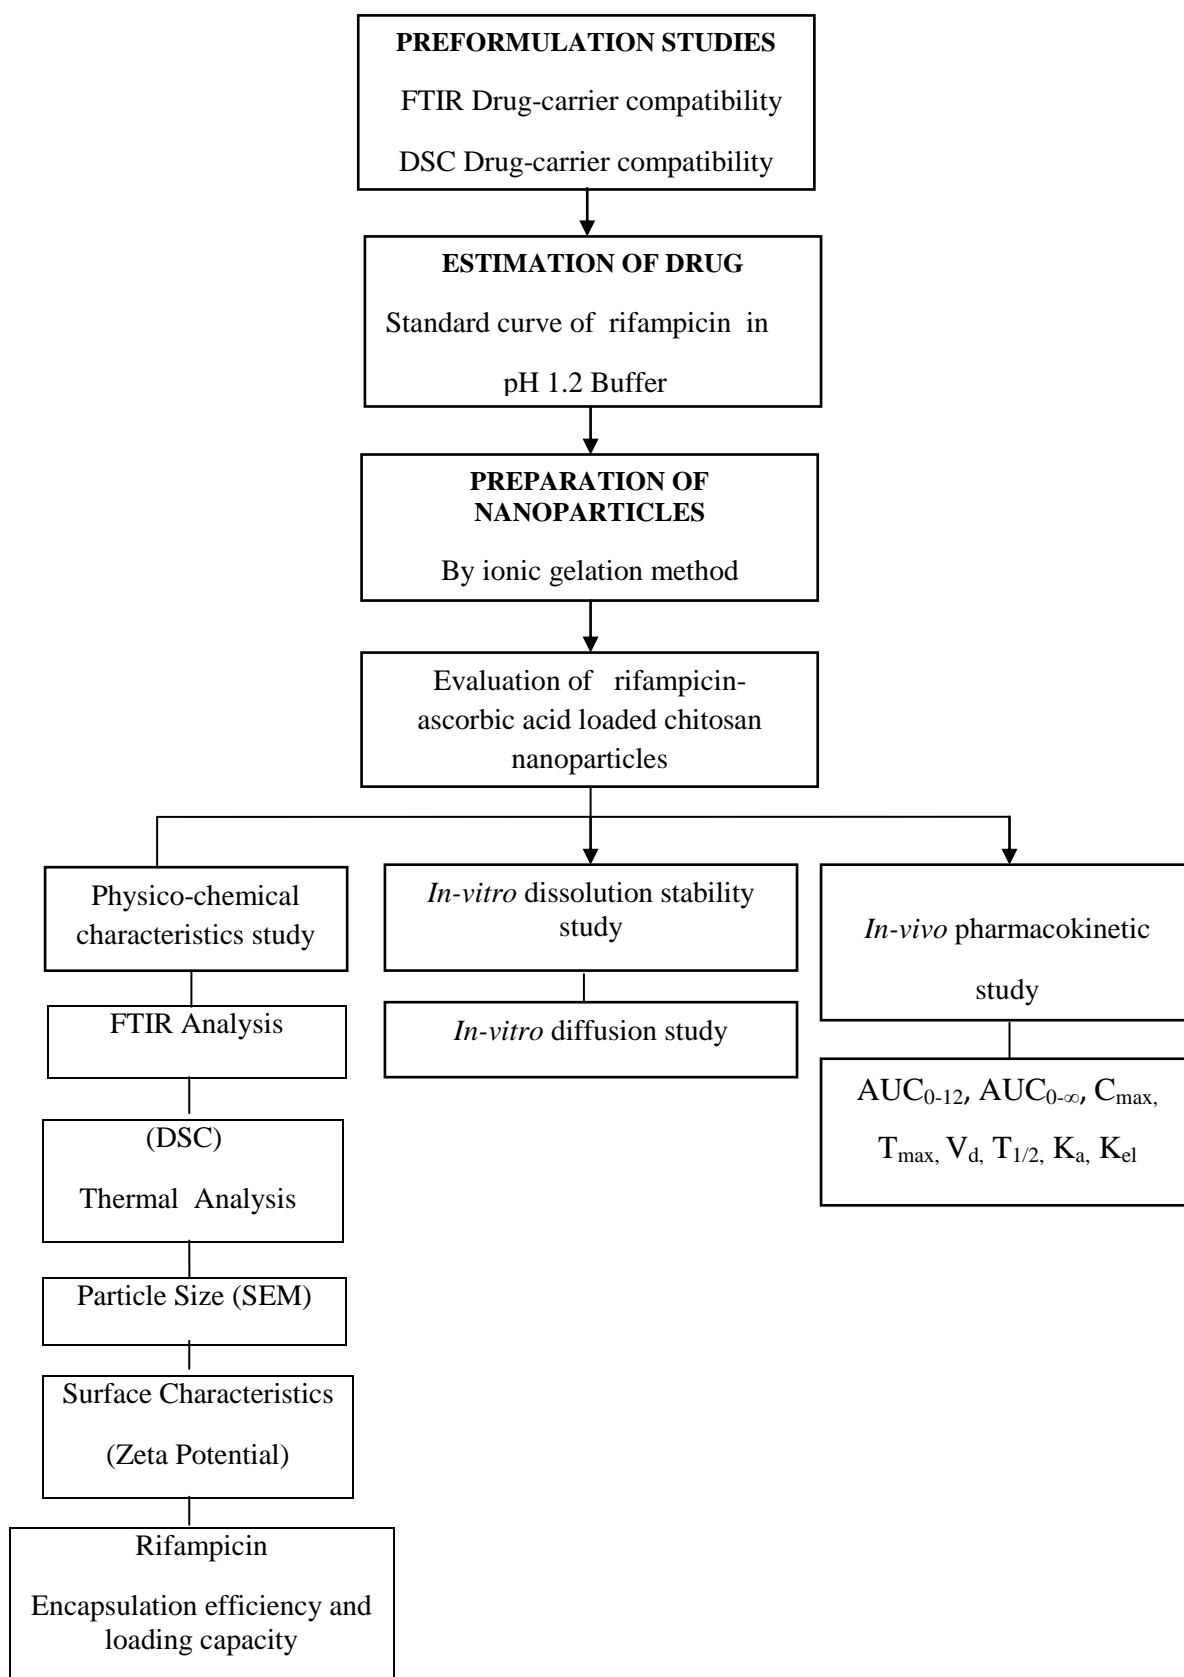 PREFORMULATION STUDIES
FTIR Drug-carrier compatibility
DSC Drug-carrier compatibility
ESTIMATION OF DRUG
Standard curve of rifampicin in
pH 1.2 Buffer
PREPARATION OF
NANOPARTICLES
By ionic gelation method
Evaluation of rifampicin-
ascorbic acid loaded chitosan
nanoparticles
Physico-chemical
characteristics study
FTIR Analysis
(DSC)
Thermal Analysis
Particle Size (SEM)
Surface Characteristics
(Zeta Potential)
Rifampicin
Encapsulation efficiency and
loading capacity
In-vitro dissolution stability
study
In-vitro diffusion study
In-vivo pharmacokinetic
study
AUC0-12, AUC0-∞, Cmax,
Tmax, Vd, T1/2, Ka, Kel